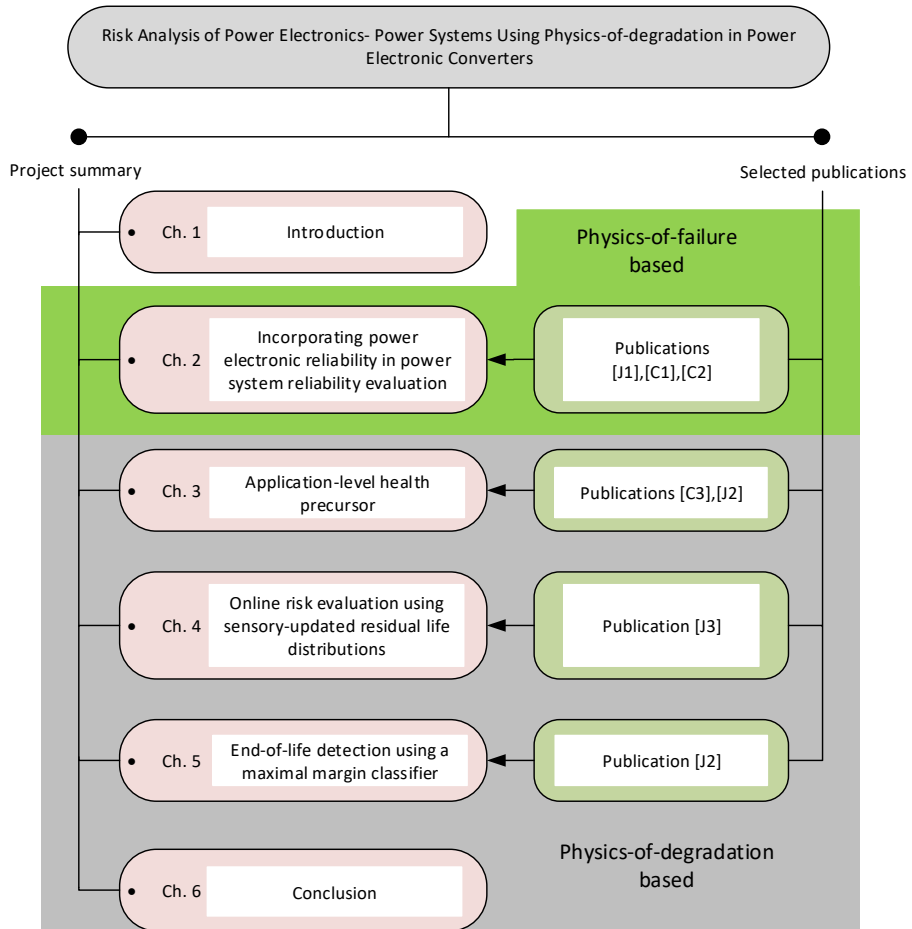 Risk Analysis of Power Electronics- Power Systems Using Physics-of-degradation in Power
Electronic Converters
Project summary
Selected publications
Ch. 1
Introduction
Physics-of-failure
based
Ch. 2
Incorporating power
electronic reliability in power
system reliability evaluation
Publications
[J1],[C1],[C2]
Ch. 3
Application-level health
precursor
Publications [C3],[J2]
Ch. 4
Online risk evaluation using
sensory-updated residual life
distributions
Publication [J3]
Ch. 5
End-of-life detection using a
maximal margin classifier
Publication [J2]
Physics-of-degradation
based
Ch. 6
Conclusion